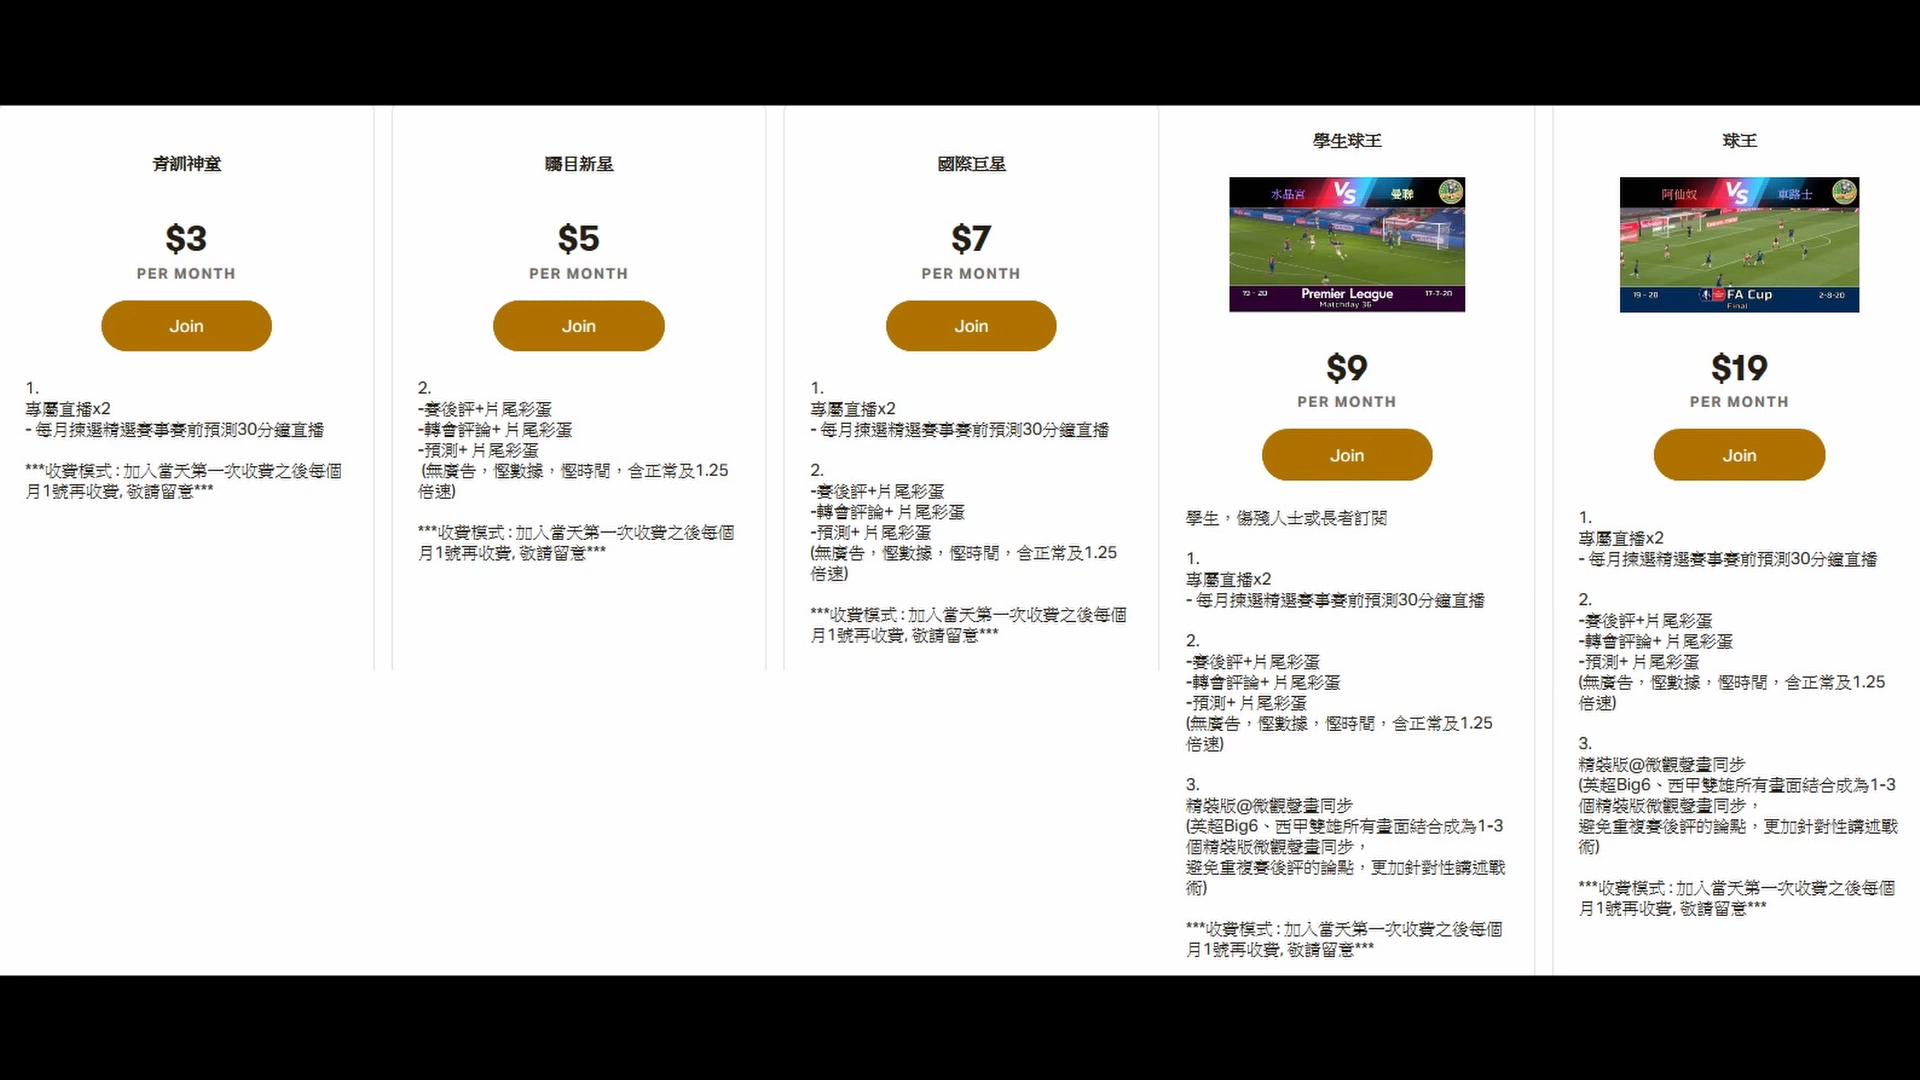 青訓神童
$3
PER MONTH
Join
1.
專屬直播x2
- 每月揀選精選賽事賽前預測30分鐘直播
***收費模式 : 加入當天第一次收費之後每個
月1號再收費, 敬請留意***
矚目新星
$5
PER MONTH
Join
2.
-賽後評+片尾彩蛋
-轉會評論+ 片尾彩蛋
-預測+ 片尾彩蛋
(無廣告，慳數據，慳時間，含正常及1.25
倍速)
***收費模式 : 加入當天第一次收費之後每個
月1號再收費, 敬請留意***
國際巨星
$7
PER MONTH
Join
1.
專屬直播x2
- 每月揀選精選賽事賽前預測30分鐘直播
2.
-賽後評+片尾彩蛋
-轉會評論+ 片尾彩蛋
-預測+ 片尾彩蛋
(無廣告，慳數據，慳時間，含正常及1.25
倍速)
***收費模式 : 加入當天第一次收費之後每個
月1號再收費, 敬請留意***
學生球王
水晶宮 VS 曼聯
19 - 20 Premier League 17-7-20
Matchday 36
$9
PER MONTH
Join
學生，傷殘人士或長者訂閱
1.
專屬直播x2
- 每月揀選精選賽事賽前預測30分鐘直播
2.
-賽後評+片尾彩蛋
-轉會評論+ 片尾彩蛋
-預測+ 片尾彩蛋
(無廣告，慳數據，慳時間，含正常及1.25
倍速)
3.
精裝版@微觀聲畫同步
(英超Big6、西甲雙雄所有畫面結合成為1-3
個精裝版微觀聲畫同步，
避免重複賽後評的論點，更加針對性講述戰
術)
***收費模式 : 加入當天第一次收費之後每個
月1號再收費, 敬請留意***
球王
阿仙奴 VS 車路士
19 - 20 FA Cup 2-8-20
Final
$19
PER MONTH
Join
1.
專屬直播x2
- 每月揀選精選賽事賽前預測30分鐘直播
2.
-賽後評+片尾彩蛋
-轉會評論+ 片尾彩蛋
-預測+ 片尾彩蛋
(無廣告，慳數據，慳時間，含正常及1.25
倍速)
3.
精裝版@微觀聲畫同步
(英超Big6、西甲雙雄所有畫面結合成為1-3
個精裝版微觀聲畫同步，
避免重複賽後評的論點，更加針對性講述戰
術)
***收費模式 : 加入當天第一次收費之後每個
月1號再收費, 敬請留意***